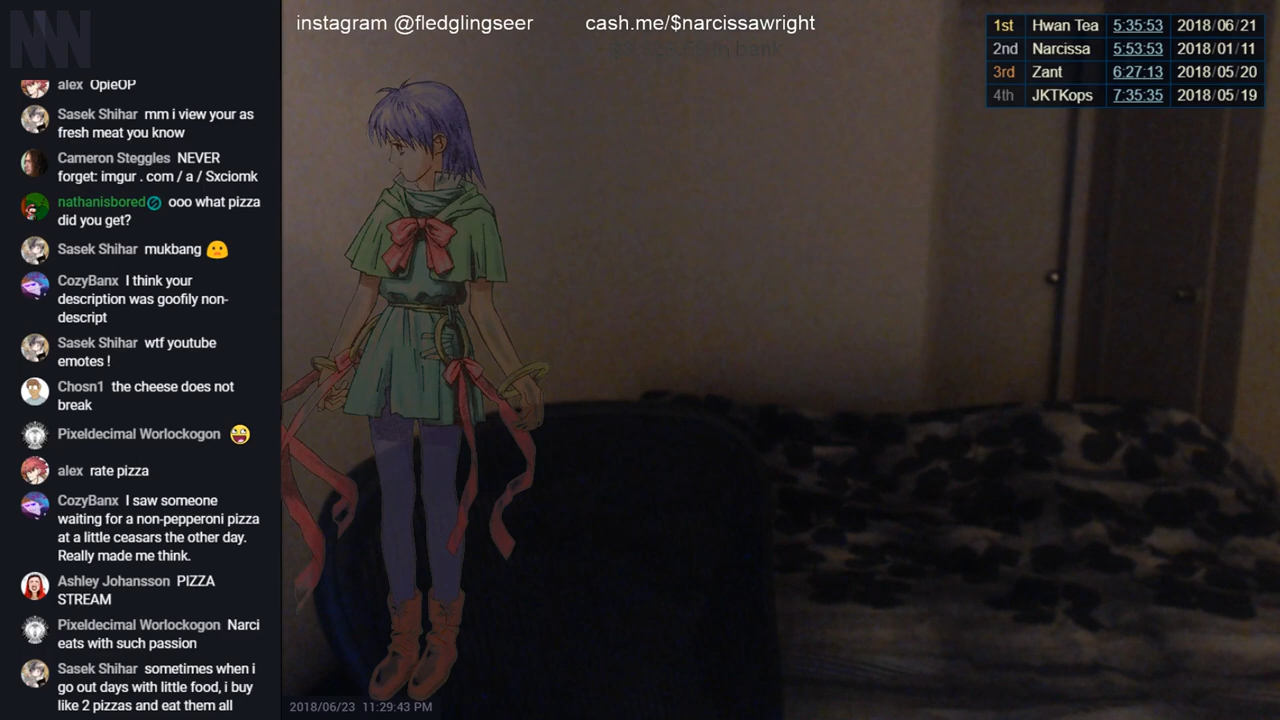 instagram @fledglingseer
cash.me/$narcissawright
1st Hwan Tea 5:35:53 2018/06/21
2nd Narcissa 5:53:53 2018/01/11
3rd Zant 6:27:13 2018/05/20
4th JKTKops 7:35:35 2018/05/19
alex OpieOP
Sasek Shihar mm i view your as
fresh meat you know
Cameron Steggles NEVER
forget: imgur . com / a / Sxciomk
nathanisbored ooo what pizza
did you get?
Sasek Shihar mukbang
CozyBanx I think your
description was goofily non-
descript
Sasek Shihar wtf youtube
emotes !
Chosn1 the cheese does not
break
Pixeldecimal Worlockogon
alex rate pizza
CozyBanx I saw someone
waiting for a non-pepperoni pizza
at a little ceasars the other day.
Really made me think.
Ashley Johansson PIZZA
STREAM
Pixeldecimal Worlockogon Narci
eats with such passion
Sasek Shihar sometimes when i
go out days with little food, i buy
like 2 pizzas and eat them all
2018/06/23 11:29:43 PM